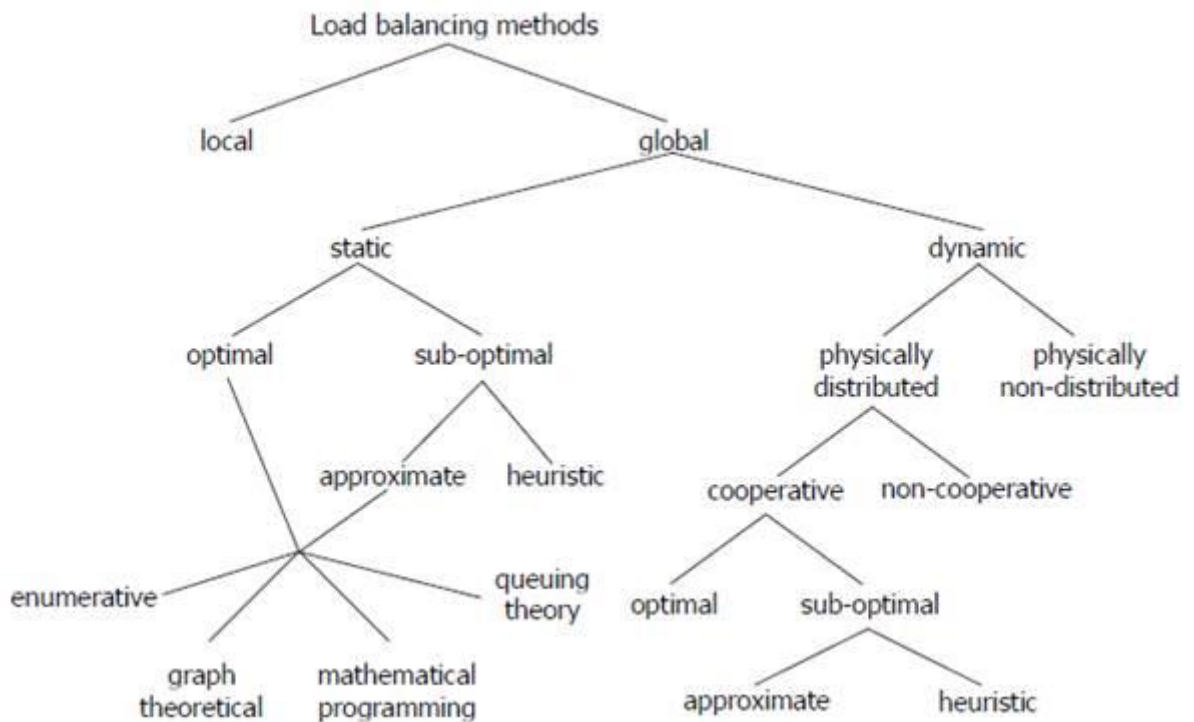 Load balancing methods
local
global
static
dynamic
optimal
sub-optimal
physically
distributed
physically
non-distributed
approximate
heuristic
cooperative
non-cooperative
enumerative
queuing
theory
optimal
sub-optimal
graph
theoretical
mathematical
programming
approximate
heuristic